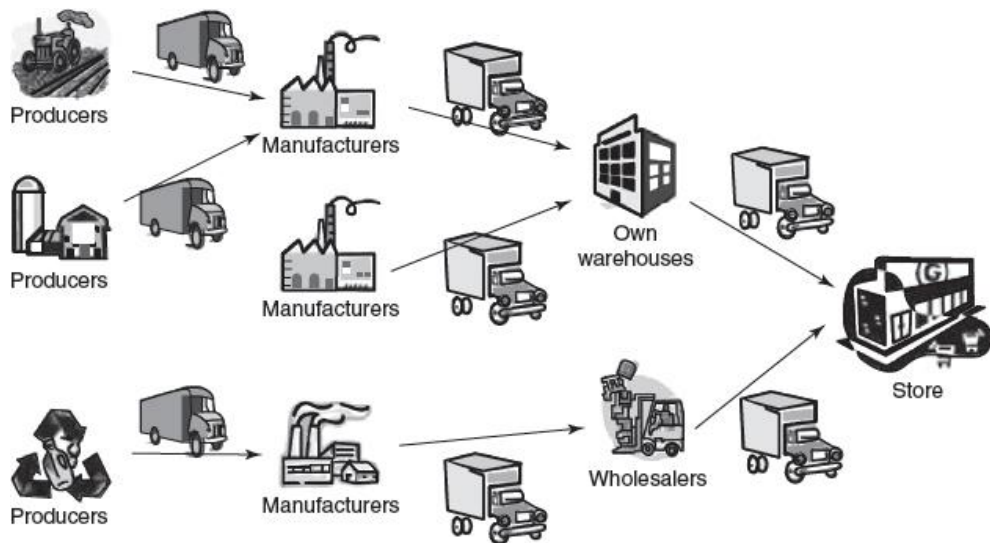 Producers
Manufacturers
Producers
Manufacturers
Own
warehouses
G
Store
Producers
Manufacturers
Wholesalers